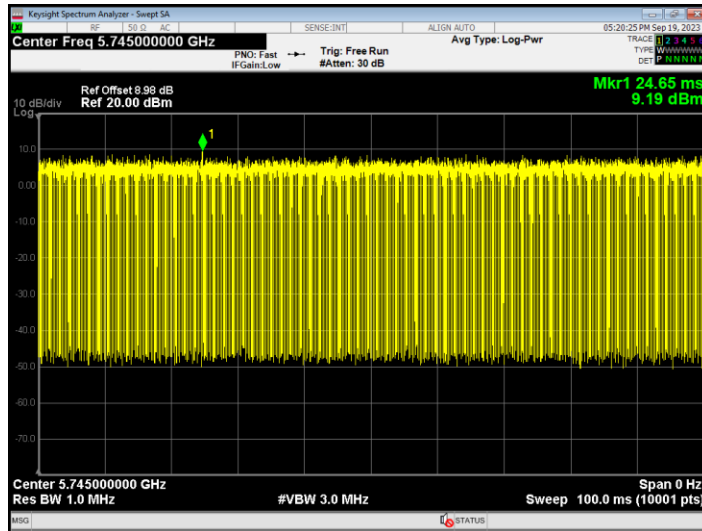 Keysight Spectrum Analyzer - Swept SA
LXI RF 50 Ω AC SENSE:INT ALIGN AUTO 05:20:25 PM Sep 19, 2023
Center Freq 5.745000000 GHz Avg Type: Log-Pwr TRACE 1 2 3 4 5 6
PNO: Fast Trig: Free Run TYPE W
IFGain:Low #Atten: 30 dB DET P N N N N N
Mkr1 24.65 ms
Ref Offset 8.98 dB 9.19 dBm
10 dB/div Ref 20.00 dBm
Log
1
10.0
0.00
-10.0
-20.0
-30.0
-40.0
-50.0
-60.0
-70.0
Center 5.745000000 GHz Span 0 Hz
Res BW 1.0 MHz #VBW 3.0 MHz Sweep 100.0 ms (10001 pts)
MSG STATUS